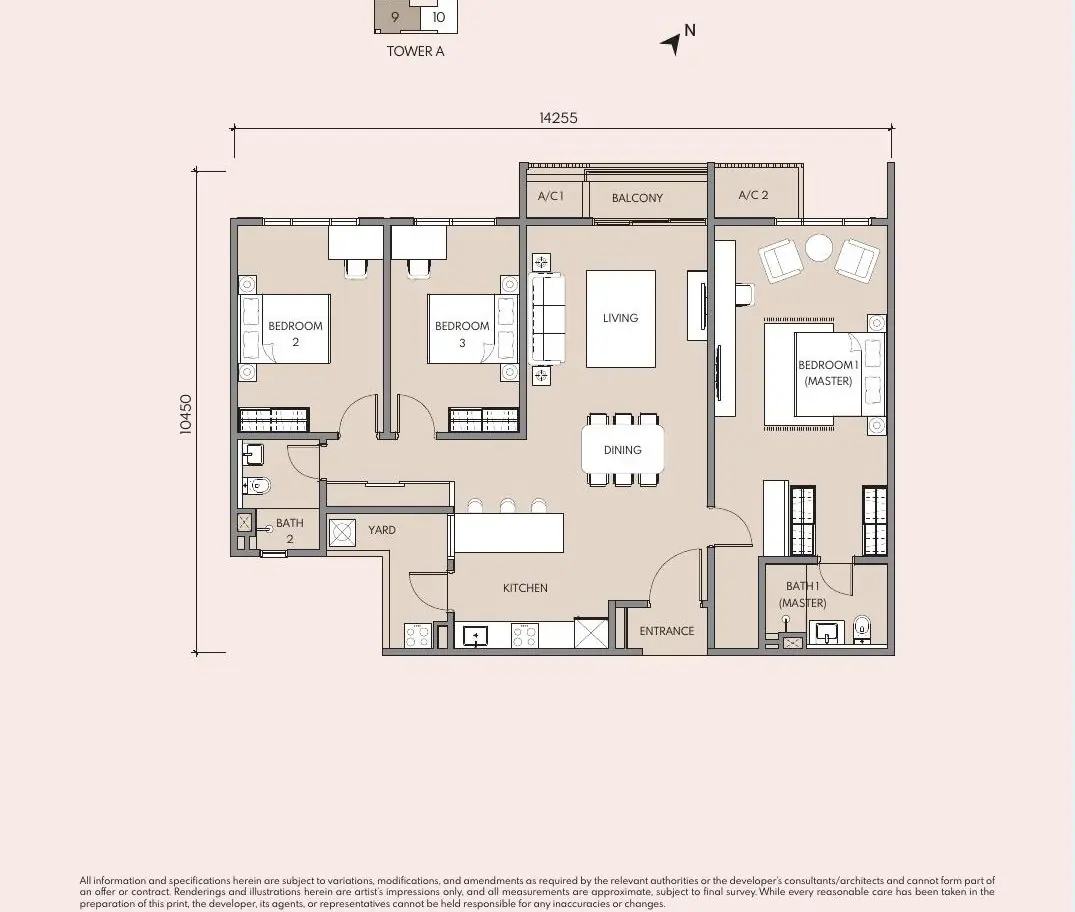 9 10
TOWER A
N
14255
10450
A/C 1
BALCONY
A/C 2
BEDROOM
2
BEDROOM
3
LIVING
BEDROOM 1
(MASTER)
DINING
BATH
2
YARD
KITCHEN
ENTRANCE
BATH 1
(MASTER)
All information and specifications herein are subject to variations, modifications, and amendments as required by the relevant authorities or the developer's consultants/architects and cannot form part of
an offer or contract. Renderings and illustrations herein are artist's impressions only, and all measurements are approximate, subject to final survey. While every reasonable care has been taken in the
preparation of this print, the developer, its agents, or representatives cannot be held responsible for any inaccuracies or changes.